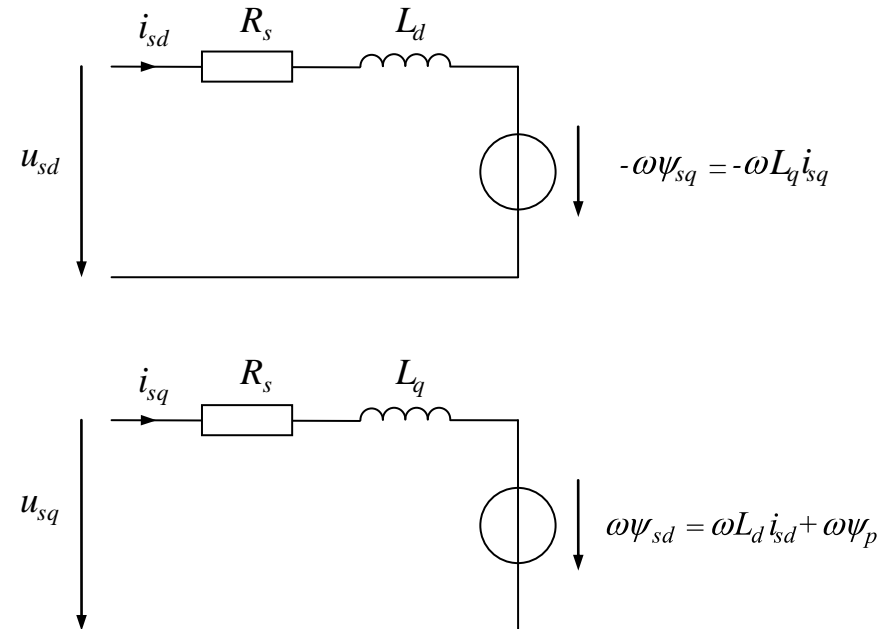 i_sd R_s L_d
u_sd
-ωψ_sq = -ωL_q i_sq
i_sq R_s L_q
u_sq
ωψ_sd = ωL_d i_sd + ωψ_p